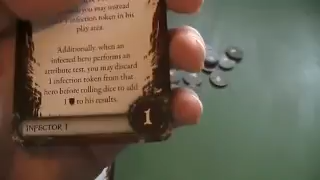 you may instead
1 infection token in his
play area.
Additionally, when an
infected hero performs an
attribute test, you may discard
1 infection token from that
hero before rolling dice to add
1 to his results.
INFECTOR I
1